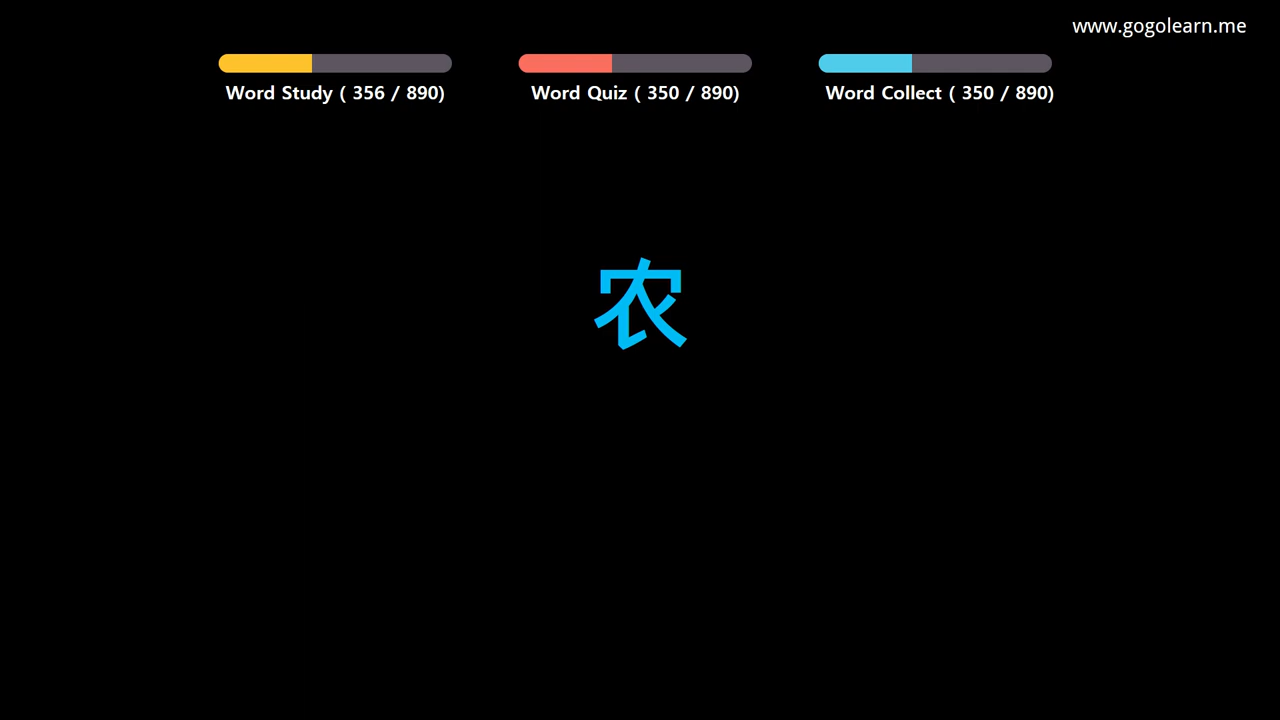 www.gogolearn.me
Word Study ( 356 / 890)
Word Quiz ( 350 / 890)
Word Collect ( 350 / 890)
农